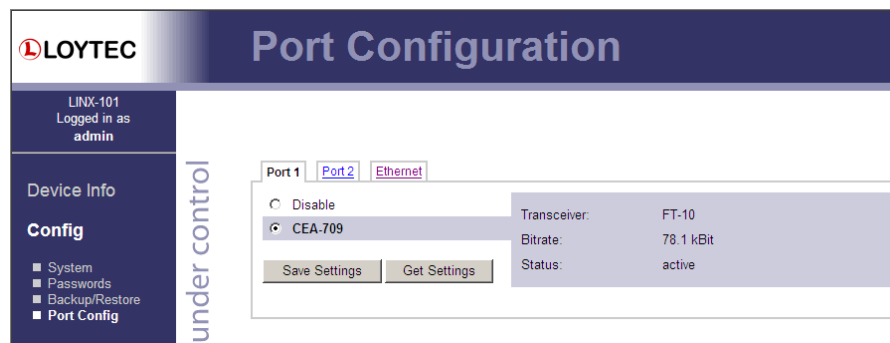 LOYTEC
Port Configuration
LINX-101
Logged in as
admin
Device Info
Config
System
Passwords
Backup/Restore
Port Config
under control
Port 1 Port 2 Ethernet
Disable
CEA-709
Save Settings Get Settings
Transceiver: FT-10
Bitrate: 78.1 kBit
Status: active